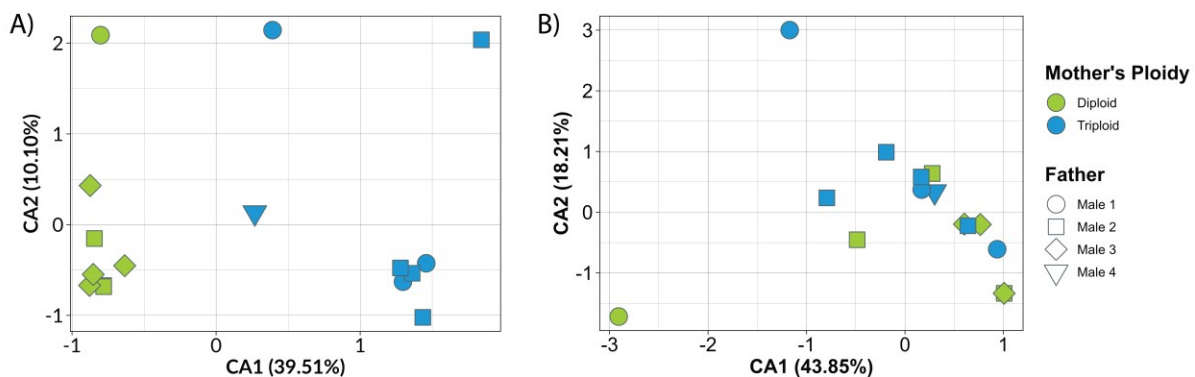 A)
2
1
0
-1
CA2 (10.10%)
-1 0 1
CA1 (39.51%)
B)
3
2
1
0
-1
CA2 (18.21%)
-3 -2 -1 0 1
CA1 (43.85%)
Mother's Ploidy
Diploid
Triploid
Father
Male 1
Male 2
Male 3
Male 4